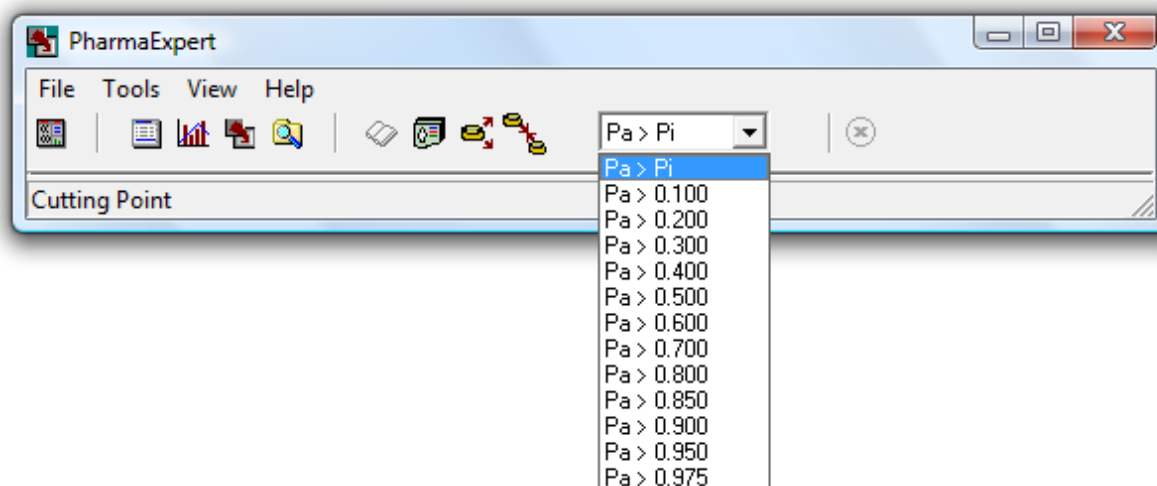 PharmaExpert
File Tools View Help
Pa > Pi
Pa > Pi
Pa > 0.100
Cutting Point
Pa > 0.200
Pa > 0.300
Pa > 0.400
Pa > 0.500
Pa > 0.600
Pa > 0.700
Pa > 0.800
Pa > 0.850
Pa > 0.900
Pa > 0.950
Pa > 0.975